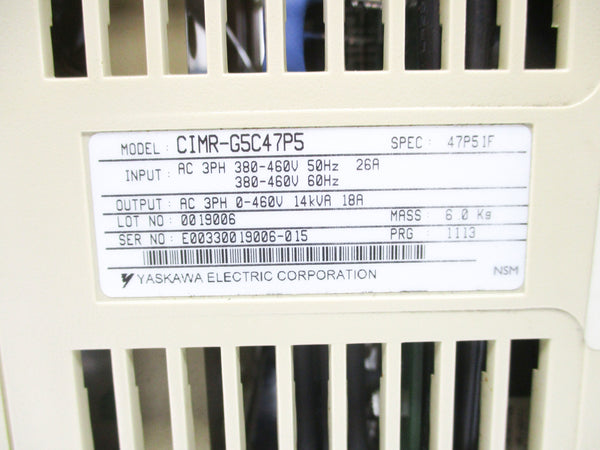 MODEL : CIMR-G5C47P5 SPEC : 47P51F
INPUT : AC 3PH 380-460V 50Hz 26A
380-460V 60Hz
OUTPUT : AC 3PH 0-460V 14kVA 18A
LOT NO : 0019006 MASS : 6.0 Kg
SER NO : E00330019006-015 PRG : 1113
YASKAWA ELECTRIC CORPORATION NSM